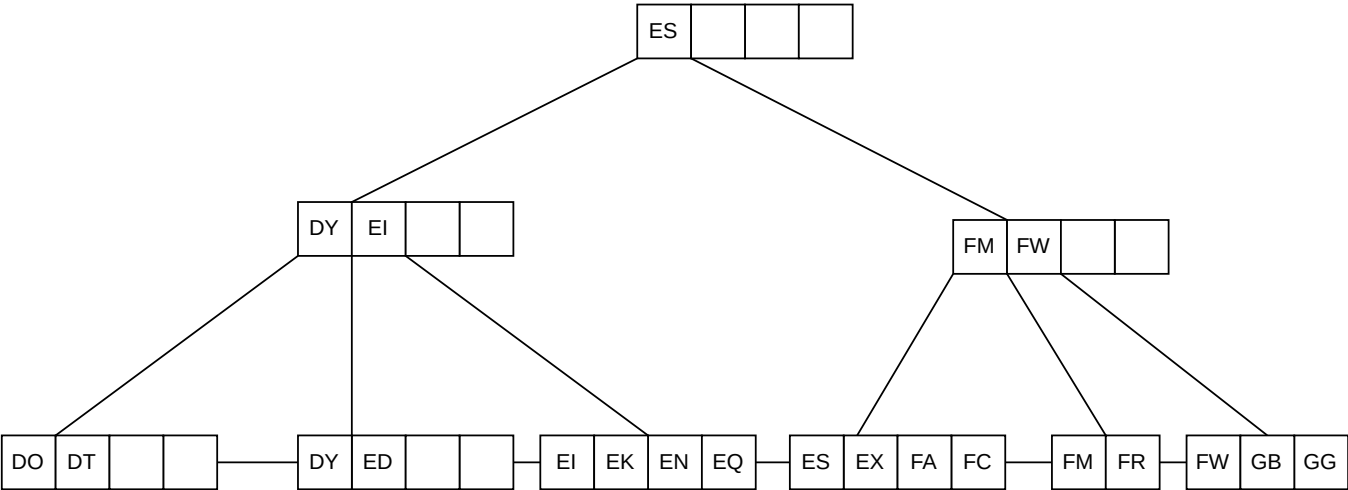 ES
DY EI
FM FW
DO DT DY ED EI EK EN EQ ES EX FA FC FM FR FW GB GG